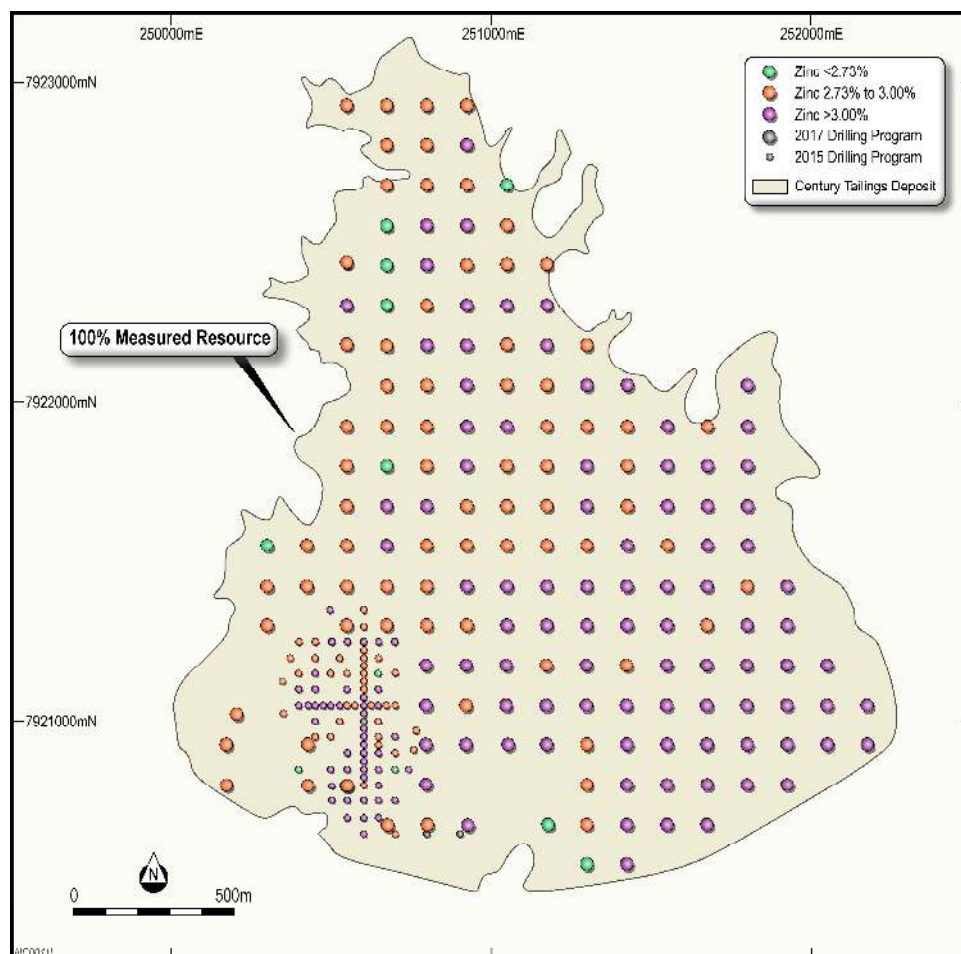 250000mE
251000mE
252000mE
7923000mN
Zinc <2.73%
Zinc 2.73% to 3.00%
Zinc >3.00%
2017 Drilling Program
2015 Drilling Program
Century Tailings Deposit
100% Measured Resource
7922000mN
7921000mN
N
0
500m